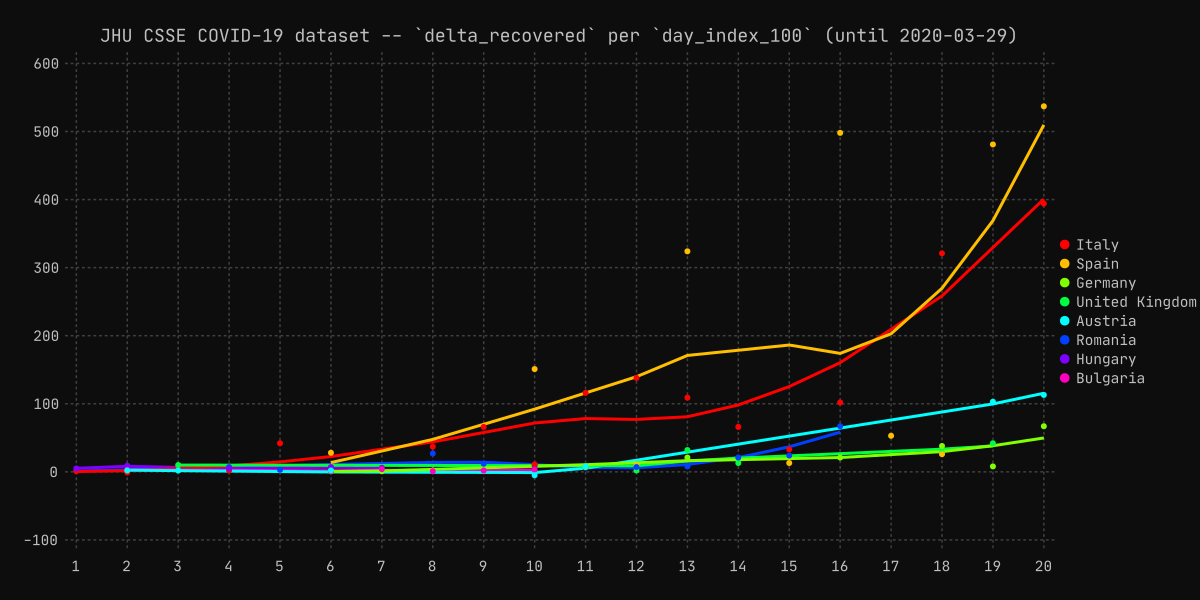 JHU CSSE COVID-19 dataset -- `delta_recovered` per `day_index_100` (until 2020-03-29)
600
500
400
300
200
100
0
-100
1 2 3 4 5 6 7 8 9 10 11 12 13 14 15 16 17 18 19 20
Italy
Spain
Germany
United Kingdom
Austria
Romania
Hungary
Bulgaria